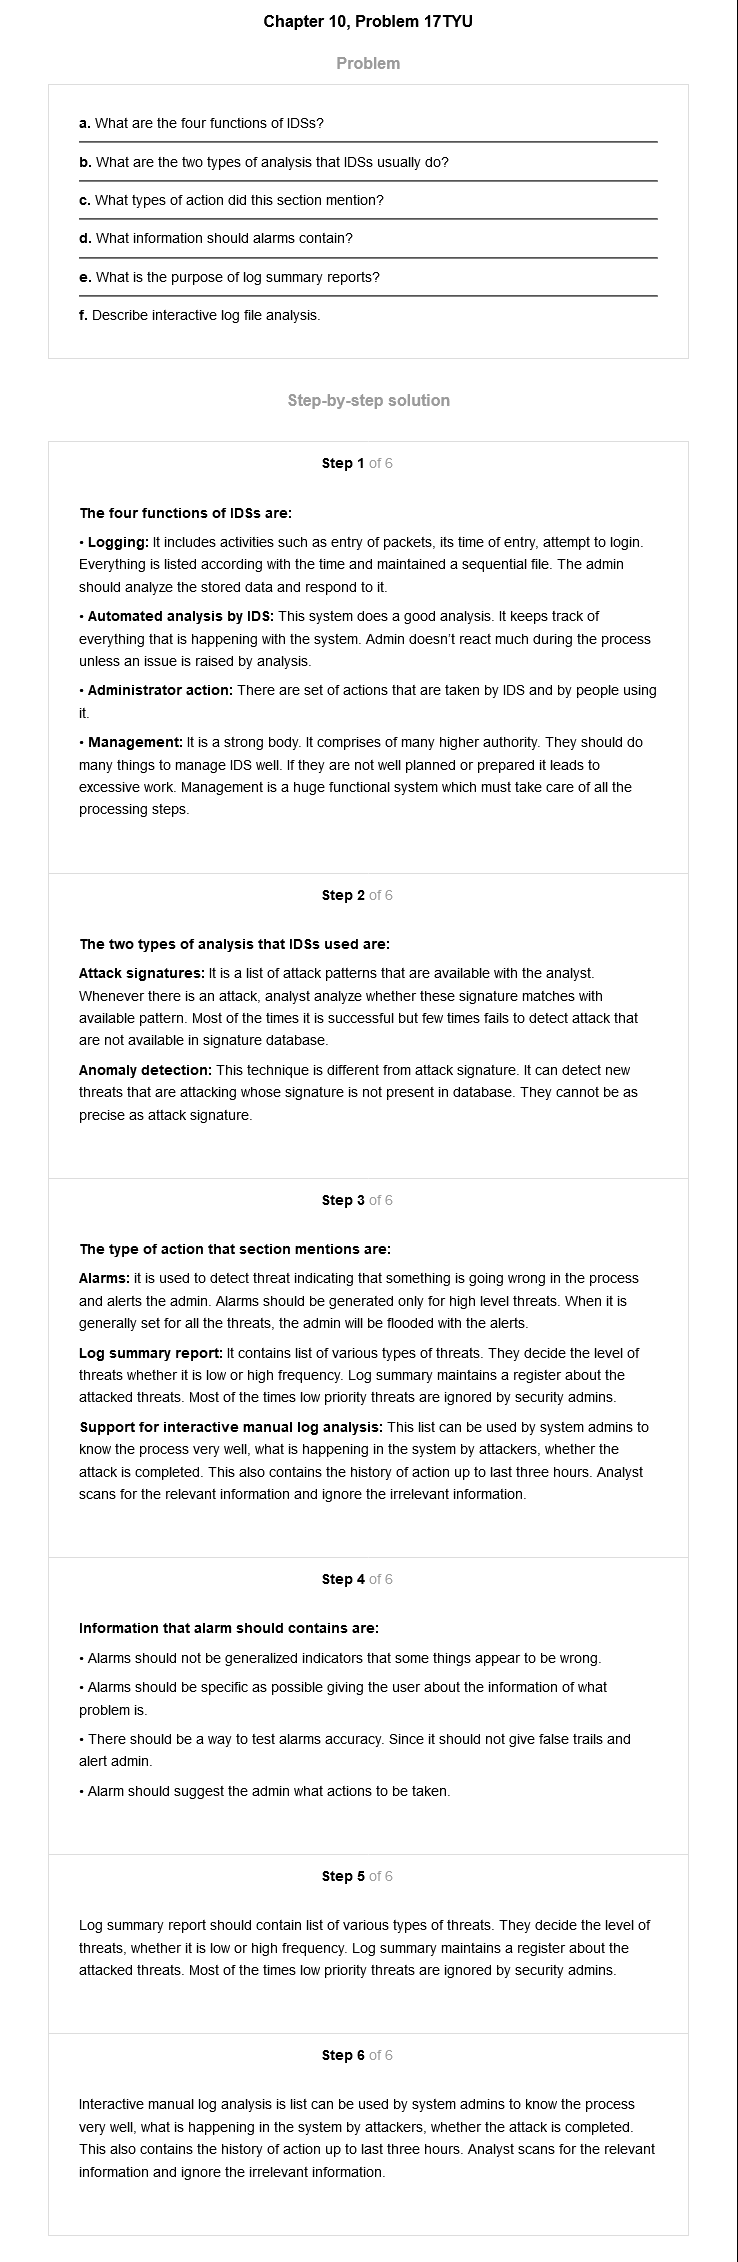 Chapter 10, Problem 17TYU
Problem
a. What are the four functions of IDSs?
b. What are the two types of analysis that IDSs usually do?
c. What types of action did this section mention?
d. What information should alarms contain?
e. What is the purpose of log summary reports?
f. Describe interactive log file analysis.
Step-by-step solution
Step 1 of 6
The four functions of IDSs are:
• Logging: It includes activities such as entry of packets, its time of entry, attempt to login.
Everything is listed according with the time and maintained a sequential file. The admin
should analyze the stored data and respond to it.
• Automated analysis by IDS: This system does a good analysis. It keeps track of
everything that is happening with the system. Admin doesn't react much during the process
unless an issue is raised by analysis.
• Administrator action: There are set of actions that are taken by IDS and by people using
it.
• Management: It is a strong body. It comprises of many higher authority. They should do
many things to manage IDS well. If they are not well planned or prepared it leads to
excessive work. Management is a huge functional system which must take care of all the
processing steps.
Step 2 of 6
The two types of analysis that IDSs used are:
Attack signatures: It is a list of attack patterns that are available with the analyst.
Whenever there is an attack, analyst analyze whether these signature matches with
available pattern. Most of the times it is successful but few times fails to detect attack that
are not available in signature database.
Anomaly detection: This technique is different from attack signature. It can detect new
threats that are attacking whose signature is not present in database. They cannot be as
precise as attack signature.
Step 3 of 6
The type of action that section mentions are:
Alarms: it is used to detect threat indicating that something is going wrong in the process
and alerts the admin. Alarms should be generated only for high level threats. When it is
generally set for all the threats, the admin will be flooded with the alerts.
Log summary report: It contains list of various types of threats. They decide the level of
threats whether it is low or high frequency. Log summary maintains a register about the
attacked threats. Most of the times low priority threats are ignored by security admins.
Support for interactive manual log analysis: This list can be used by system admins to
know the process very well, what is happening in the system by attackers, whether the
attack is completed. This also contains the history of action up to last three hours. Analyst
scans for the relevant information and ignore the irrelevant information.
Step 4 of 6
Information that alarm should contains are:
• Alarms should not be generalized indicators that some things appear to be wrong.
• Alarms should be specific as possible giving the user about the information of what
problem is.
• There should be a way to test alarms accuracy. Since it should not give false trails and
alert admin.
• Alarm should suggest the admin what actions to be taken.
Step 5 of 6
Log summary report should contain list of various types of threats. They decide the level of
threats, whether it is low or high frequency. Log summary maintains a register about the
attacked threats. Most of the times low priority threats are ignored by security admins.
Step 6 of 6
Interactive manual log analysis is list can be used by system admins to know the process
very well, what is happening in the system by attackers, whether the attack is completed.
This also contains the history of action up to last three hours. Analyst scans for the relevant
information and ignore the irrelevant information.